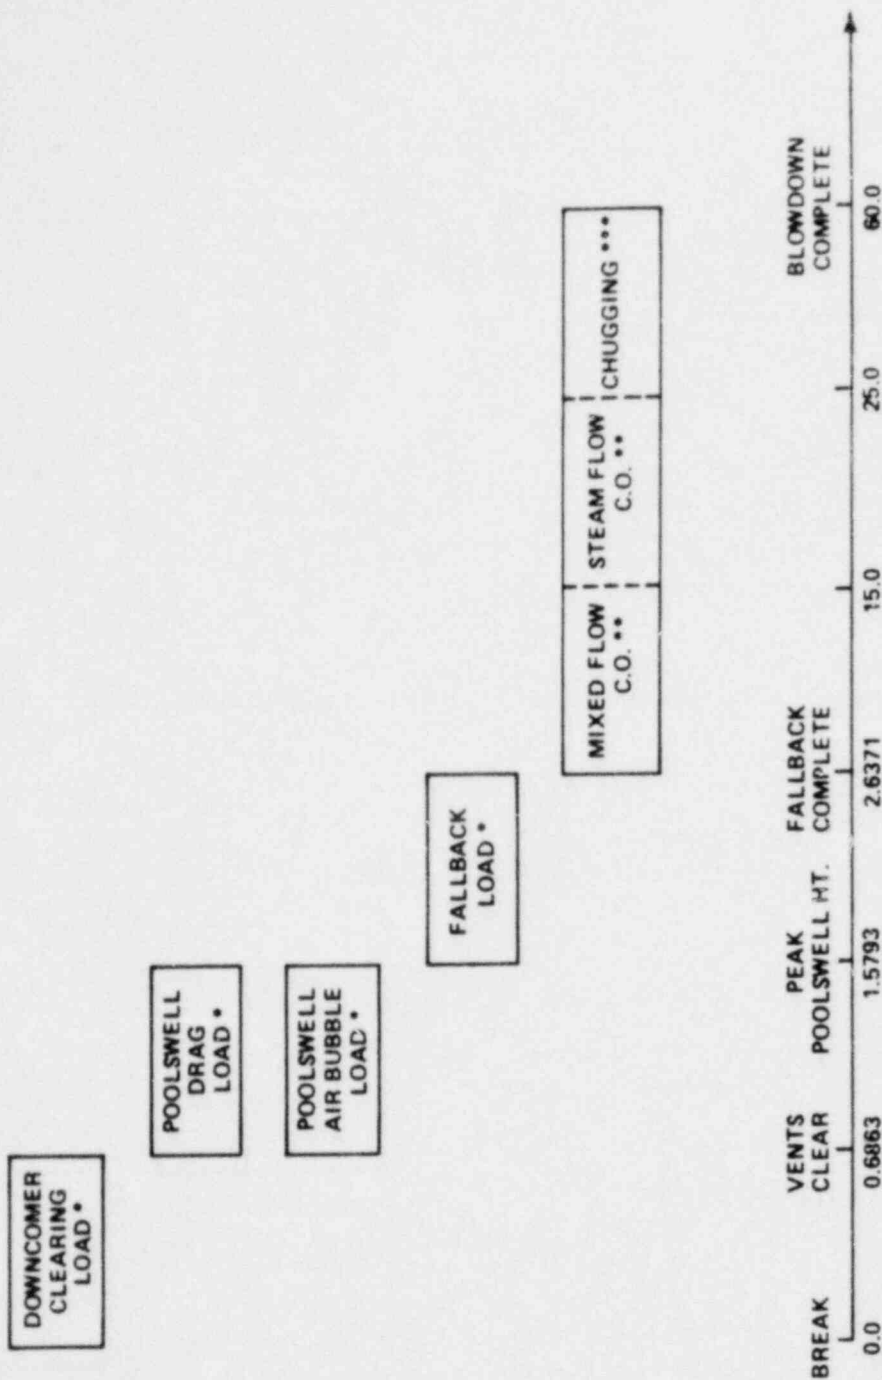 DOWNCOMER
CLEARING
LOAD*
POOLSWELL
DRAG
LOAD*
POOLSWELL
AIR BUBBLE
LOAD*
FALLBACK
LOAD*
MIXED FLOW
C.O. **
STEAM FLOW
C.O. **
CHUGGING ***
BREAK
VENTS
CLEAR
PEAK
POOLSWELL HT.
FALLBACK
COMPLETE
BLOWDOWN
COMPLETE
0.0
0.6863
1.5793
2.6371
15.0
25.0
60.0